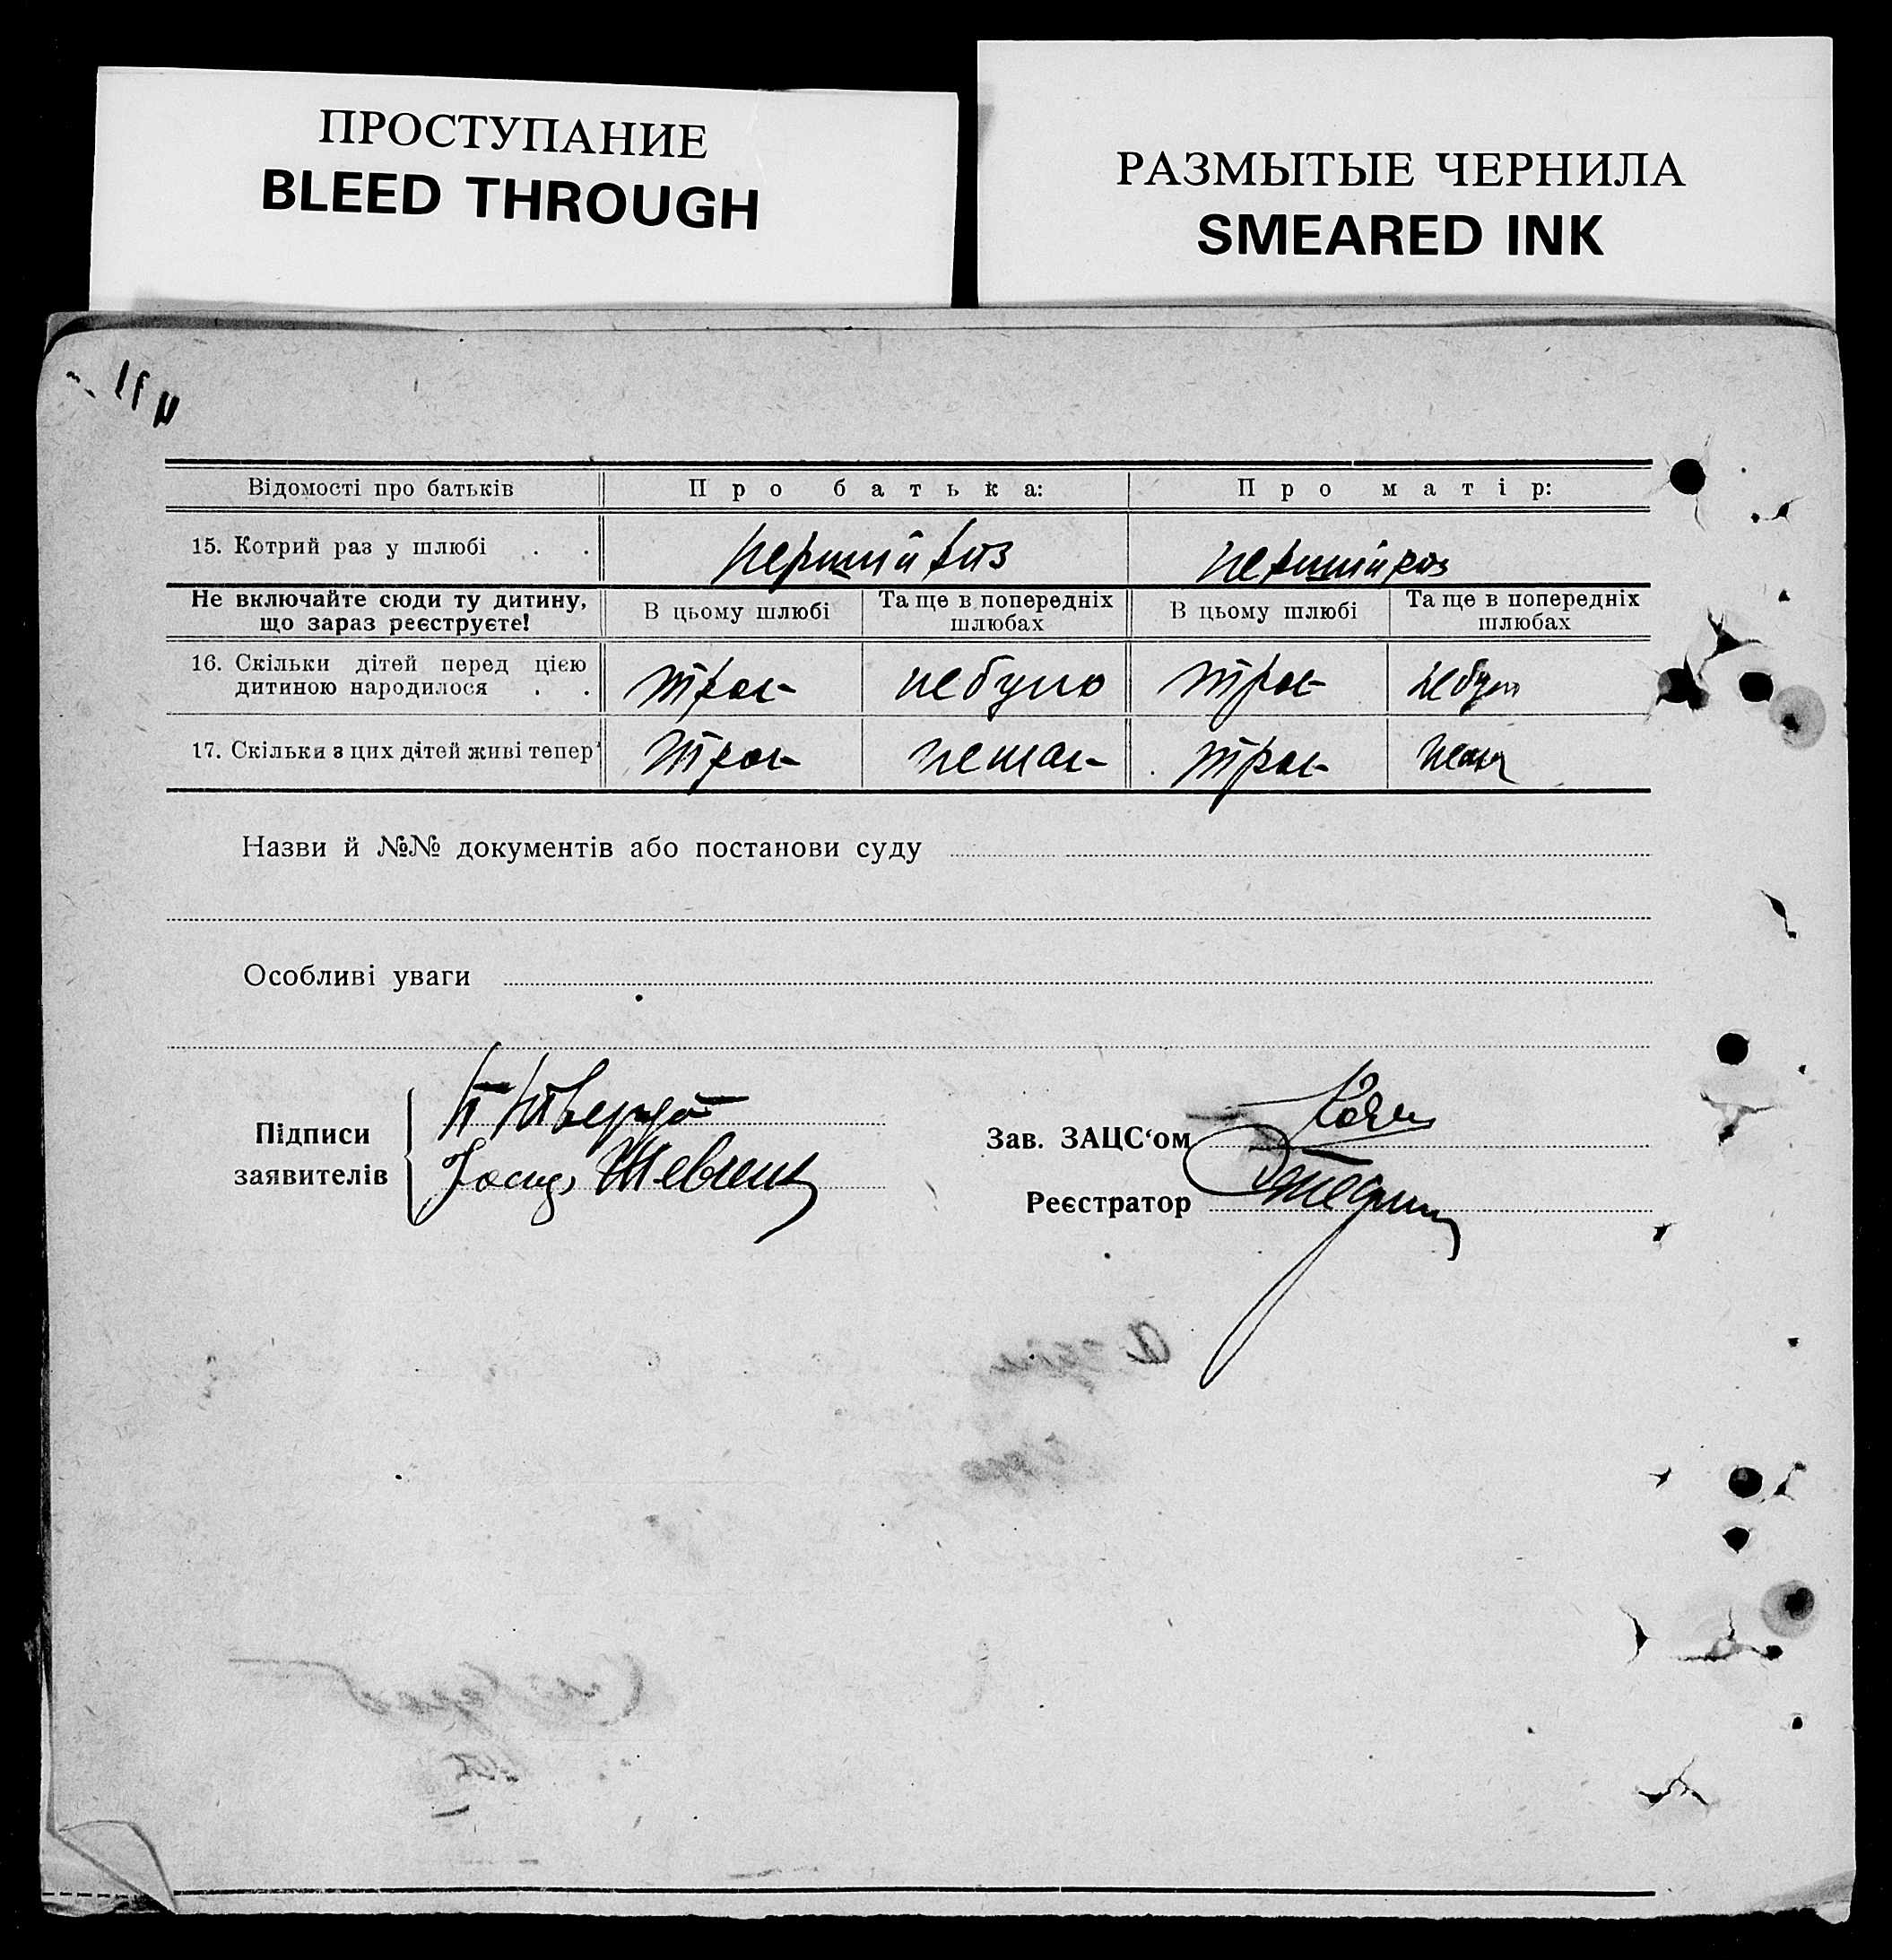 ПРОСТУПАНИЕ
BLEED THROUGH
РАЗМЫТЫЕ ЧЕРНИЛА
SMEARED INK
Відомості про батьків Про батька: Про матір:
15. Котрий раз у шлюбі . . перший раз перший раз
Не включайте сюди ту дитину, що зараз реєструєте! В цьому шлюбі Та ще в попередніх шлюбах В цьому шлюбі Та ще в попередніх шлюбах
16. Скільки дітей перед цією
дитиною народилося . . троє небуло троє небуло
17. Скільки з цих дітей живі тепер троє немає троє немає
Назви й №№ документів або постанови суду
Особливі уваги
Підписи
заявителів
Зав. ЗАЦС'ом
Реєстратор